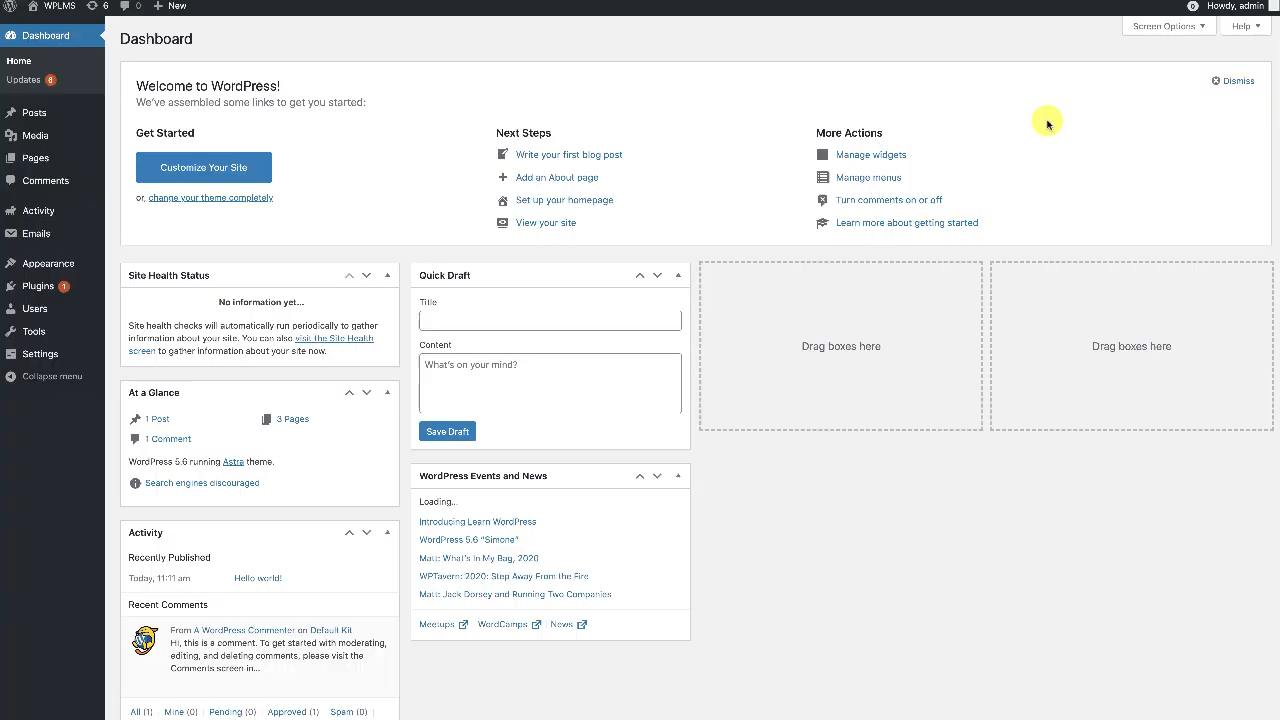 WPLMS
6
0
New
0
Howdy, admin
Dashboard
Home
Updates 6
Posts
Media
Pages
Comments
Activity
Emails
Appearance
Plugins 1
Users
Tools
Settings
Collapse menu
Dashboard
Screen Options
Help
Welcome to WordPress!
We've assembled some links to get you started:
Dismiss
Get Started
Customize Your Site
or, change your theme completely
Next Steps
Write your first blog post
Add an About page
Set up your homepage
View your site
More Actions
Manage widgets
Manage menus
Turn comments on or off
Learn more about getting started
Site Health Status
No information yet...
Site health checks will automatically run periodically to gather
information about your site. You can also visit the Site Health
screen to gather information about your site now.
At a Glance
1 Post
3 Pages
1 Comment
WordPress 5.6 running Astra theme.
Search engines discouraged
Activity
Recently Published
Today, 11:11 am
Hello world!
Recent Comments
From A WordPress Commenter on Default Kit
Hi, this is a comment. To get started with moderating,
editing, and deleting comments, please visit the
Comments screen in...
All (1) | Mine (0) | Pending (0) | Approved (1) | Spam (0) |
Quick Draft
Title
Content
What's on your mind?
Save Draft
WordPress Events and News
Loading...
Introducing Learn WordPress
WordPress 5.6 "Simone"
Matt: What's In My Bag, 2020
WPTavern: 2020: Step Away From the Fire
Matt: Jack Dorsey and Running Two Companies
Meetups | WordCamps | News
Drag boxes here
Drag boxes here